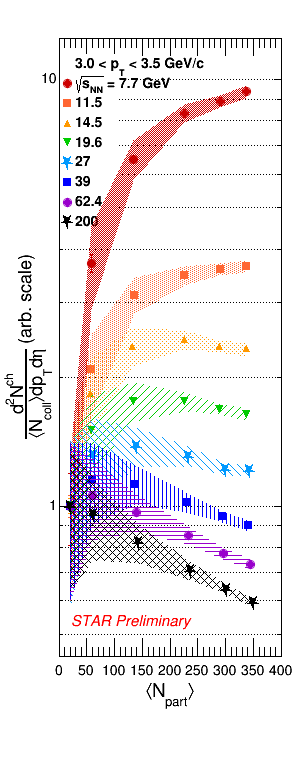 3.0 < p_T < 3.5 GeV/c
√s_NN = 7.7 GeV
11.5
14.5
19.6
27
39
62.4
200
10
1
d²N^ch / ⟨N_coll⟩dp_T dη (arb. scale)
STAR Preliminary
0 50 100 150 200 250 300 350 400
⟨N_part⟩